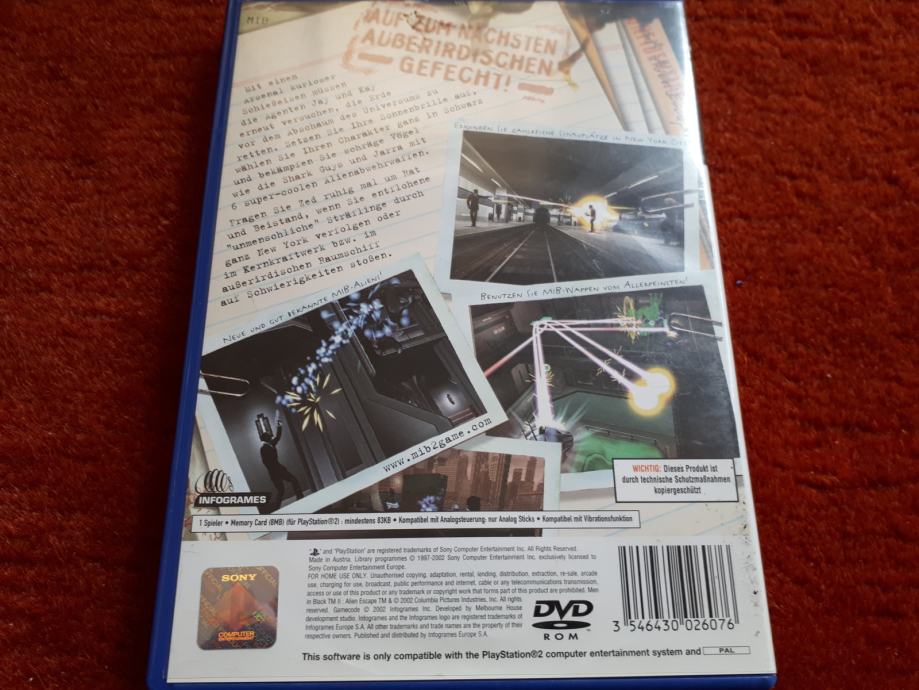 MIB
AUF ZUM NÄCHSTEN
AUßERIRDISCHEN
GEFECHT!
Mit einem
Arsenal kurioser
Schießeisen müssen
die Agenten Jay und Kay
erneut versuchen, die Erde
vor dem Abschaum des Universums zu
retten. Setzen Sie Ihre Sonnenbrille auf,
wählen Sie Ihren Charakter ganz in Schwarz
und bekämpfen Sie schräge Vögel
wie die Shark Guys und Jarra mit
6 super-coolen Alienabwehrwaffen.
Fragen Sie Zed ruhig mal um Rat
und Beistand, wenn Sie entflohene
"unmenschliche" Sträflinge durch
ganz New York verfolgen oder
im Kernkraftwerk bzw. im
außerirdischen Raumschiff
auf Schwierigkeiten stoßen.
ERKUNDEN SIE ZAHLREICHE SCHAUPLÄTZE IN NEW YORK CITY
BENUTZEN SIE MIB-WAPPEN VOM ALLERFEINSTEN!
NEUE UND GUT BEKANNTE MIB-ALIENS!
www.mib2game.com
WICHTIG: Dieses Produkt ist
durch technische Schutzmaßnahmen
kopiergeschützt
INFOGRAMES
1 Spieler • Memory Card (8MB) (für PlayStation®2) : mindestens 83KB • Kompatibel mit Analogsteuerung: nur Analog Sticks • Kompatibel mit Vibrationsfunktion
" and "PlayStation" are registered trademarks of Sony Computer Entertainment Inc. All Rights Reserved.
Made in Austria. Library programmes © 1997-2002 Sony Computer Entertainment Inc. exclusively licensed to
Sony Computer Entertainment Europe.
FOR HOME USE ONLY. Unauthorised copying, adaptation, rental, lending, distribution, extraction, re-sale, arcade
use, charging for use, broadcast, public performance and internet, cable or any telecommunications transmission,
access or use of this product or any trademark or copyright work that forms part of this product are prohibited. Men
in Black TM II : Alien Escape TM & © 2002 Columbia Pictures Industries, Inc. All rights
reserved. Gamecode © 2002 Infogrames Inc. Developed by Melbourne House
development studio. Infogrames and the Infogrames logo are registered trademarks of
Infogrames Europe S.A. All other trademarks and trade names are the property of their
respective owners. Published and distributed by Infogrames Europe S.A.
SONY
COMPUTER
ENTERTAINMENT
DVD
ROM
3 546430 026076
This software is only compatible with the PlayStation®2 computer entertainment system and PAL